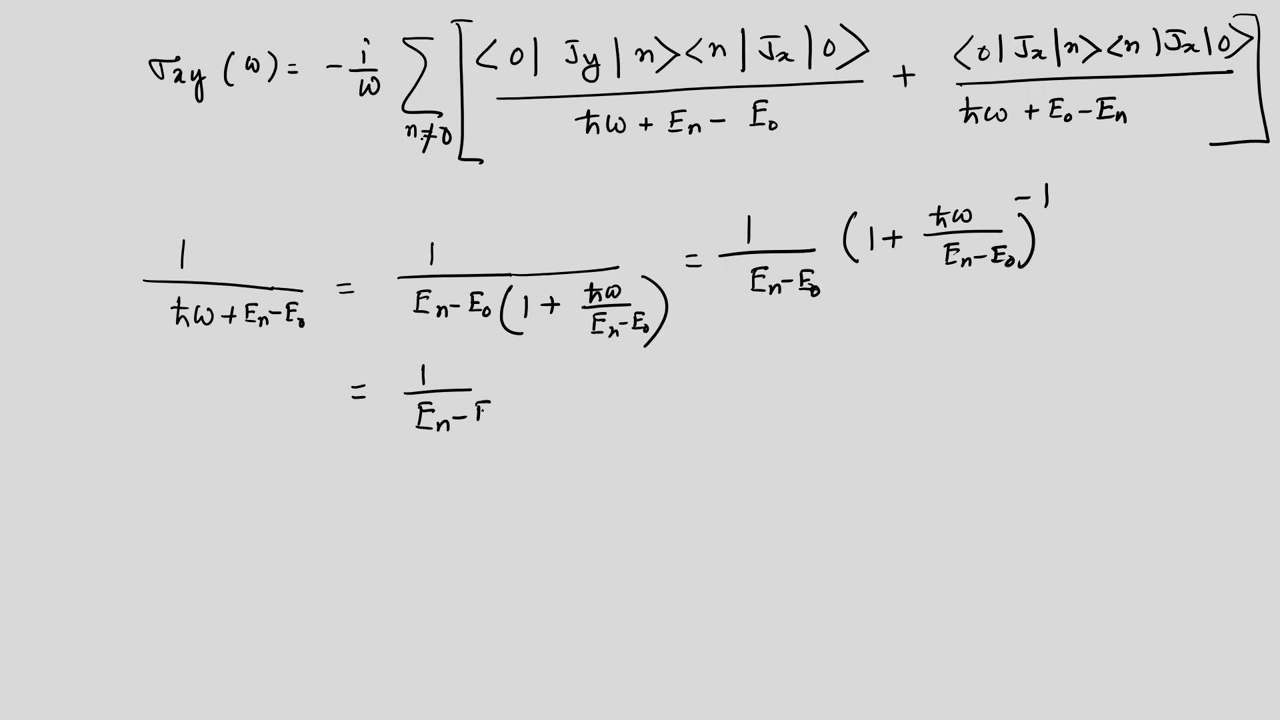 σxy (ω) = - i/ω ∑n≠0 [ <0| Jy |n><n| Jx |0> / ħω + En - E0 + <0| Jx |n><n| Jx |0> / ħω + E0 - En ]
1 / ħω + En - E0 = 1 / En - E0 ( 1 + ħω / En - E0 ) = 1 / En - E0 ( 1 + ħω / En - E0 )^-1
= 1 / En -